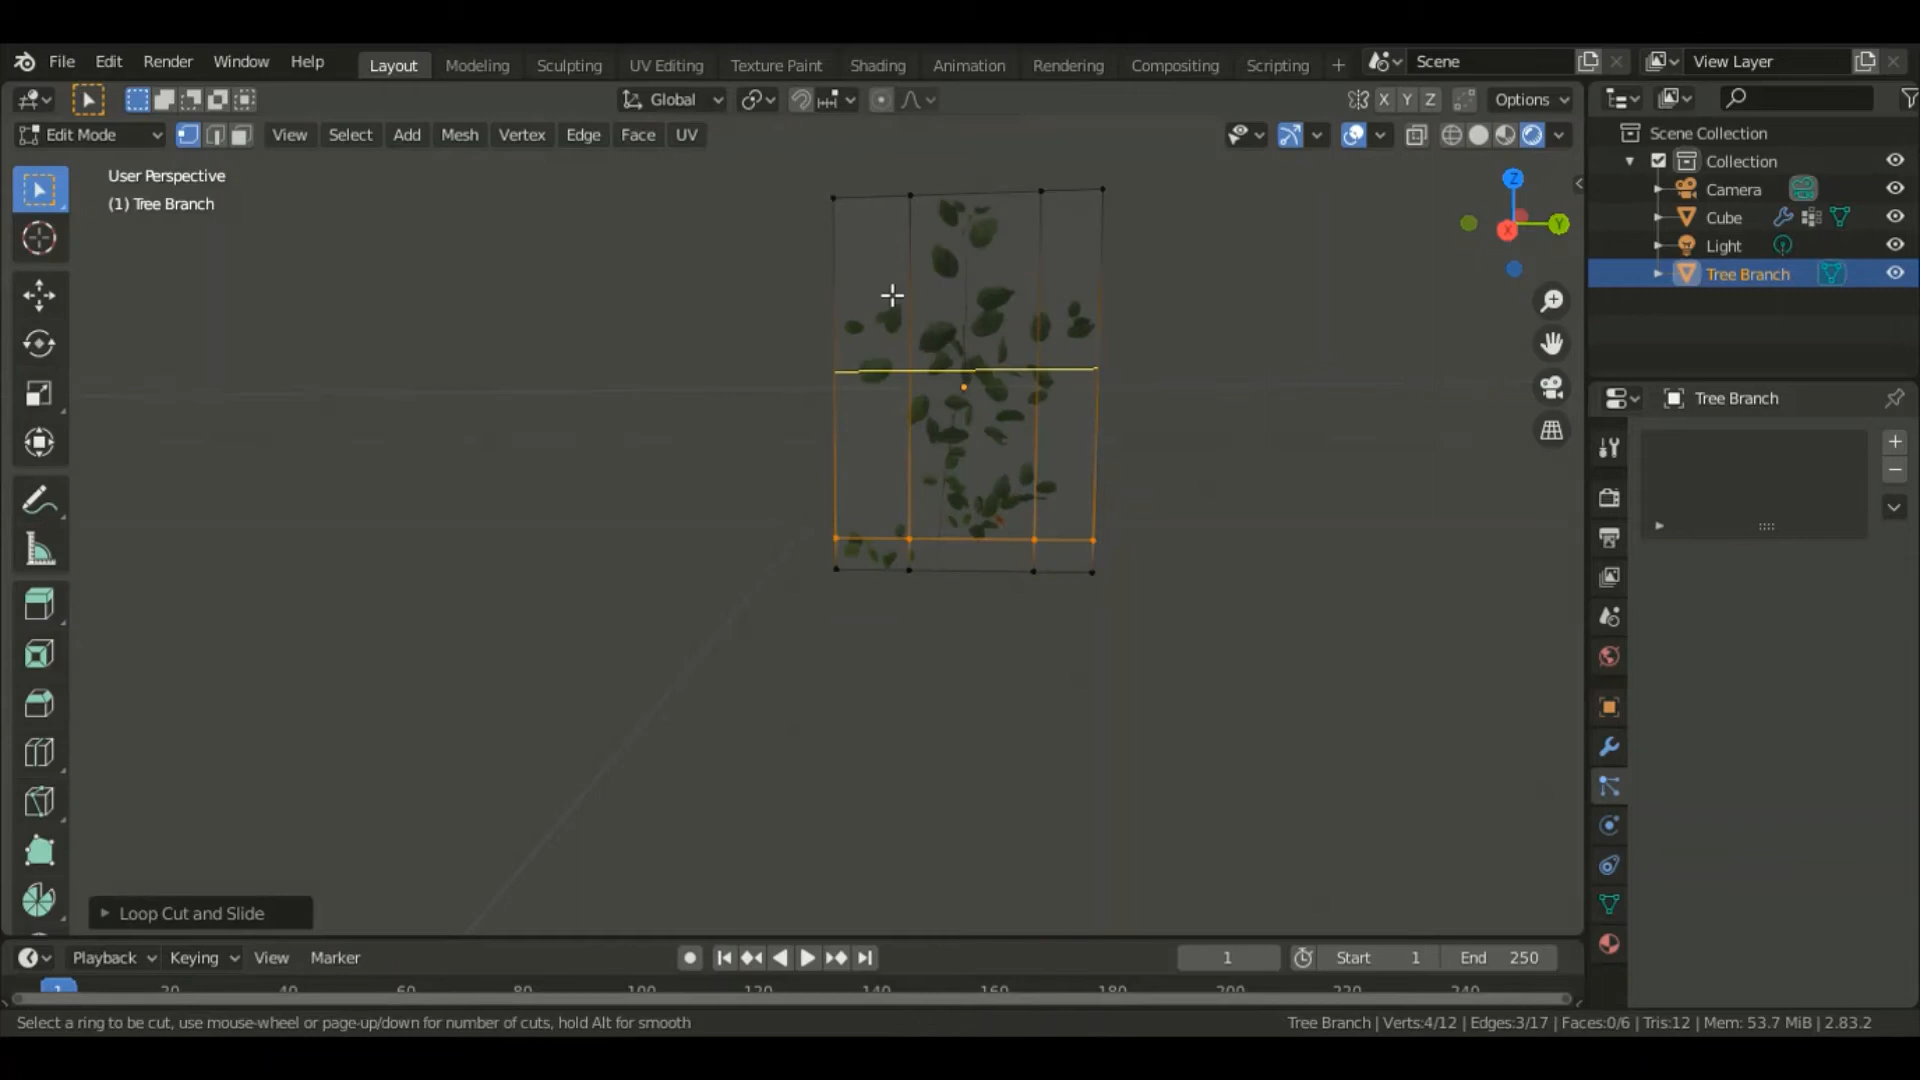 File Edit Render Window Help Layout Modeling Sculpting UV Editing Texture Paint Shading Animation Rendering Compositing Scripting + Scene View Layer
Global X Y Z Options
Edit Mode View Select Add Mesh Vertex Edge Face UV
Scene Collection
Collection
Camera
Cube
Light
Tree Branch
User Perspective
(1) Tree Branch
Z
Y
X
Tree Branch
Loop Cut and Slide
Playback Keying View Marker 1 Start 1 End 250
1 20 40 60 80 100 120 140 160 180 200 220 240
Select a ring to be cut, use mouse-wheel or page-up/down for number of cuts, hold Alt for smooth
Tree Branch | Verts:4/12 | Edges:3/17 | Faces:0/6 | Tris:12 | Mem: 53.7 MiB | 2.83.2